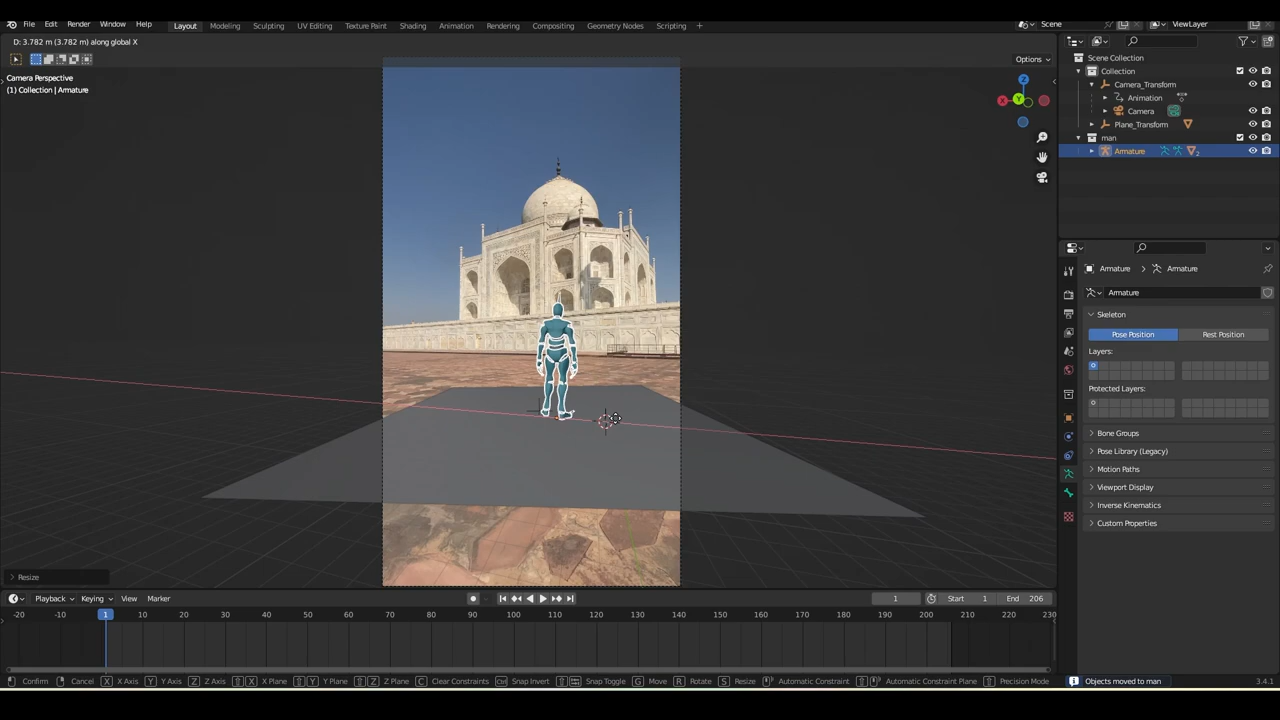 File Edit Render Window Help Layout Modeling Sculpting UV Editing Texture Paint Shading Animation Rendering Compositing Geometry Nodes Scripting + Scene ViewLayer
D: 3.782 m (3.782 m) along global X
Options
Camera Perspective
(1) Collection | Armature
X
Y
Z
Scene Collection
Collection
Camera_Transform
Animation
Camera
Plane_Transform
man
Armature
2
Armature Armature
Armature
Skeleton
Pose Position Rest Position
Layers:
Protected Layers:
Bone Groups
Pose Library (Legacy)
Motion Paths
Viewport Display
Inverse Kinematics
Custom Properties
Resize
Playback Keying View Marker 1 Start 1 End 206
-20 -10 1 10 20 30 40 50 60 70 80 90 100 110 120 130 140 150 160 170 180 190 200 210 220 230
Confirm Cancel X X Axis Y Y Axis Z Z Axis X X Plane Y Y Plane Z Z Plane C Clear Constraints Snap Invert Snap Toggle G Move R Rotate S Resize Automatic Constraint Automatic Constraint Plane Precision Mode Objects moved to man 3.4.1